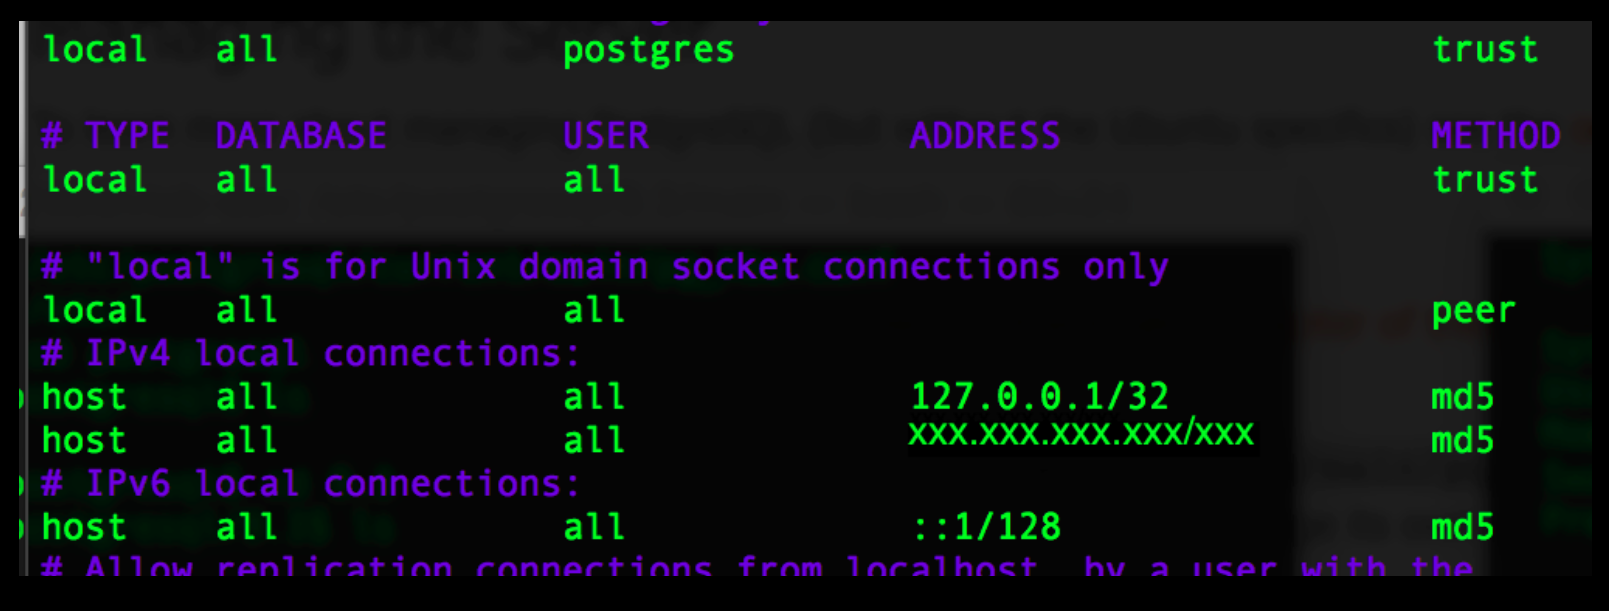 local all postgres trust
# TYPE DATABASE USER ADDRESS METHOD
local all all trust
# "local" is for Unix domain socket connections only
local all all peer
# IPv4 local connections:
host all all 127.0.0.1/32 md5
host all all xxx.xxx.xxx.xxx/xxx md5
# IPv6 local connections:
host all all ::1/128 md5
# Allow replication connections from localhost, by a user with the